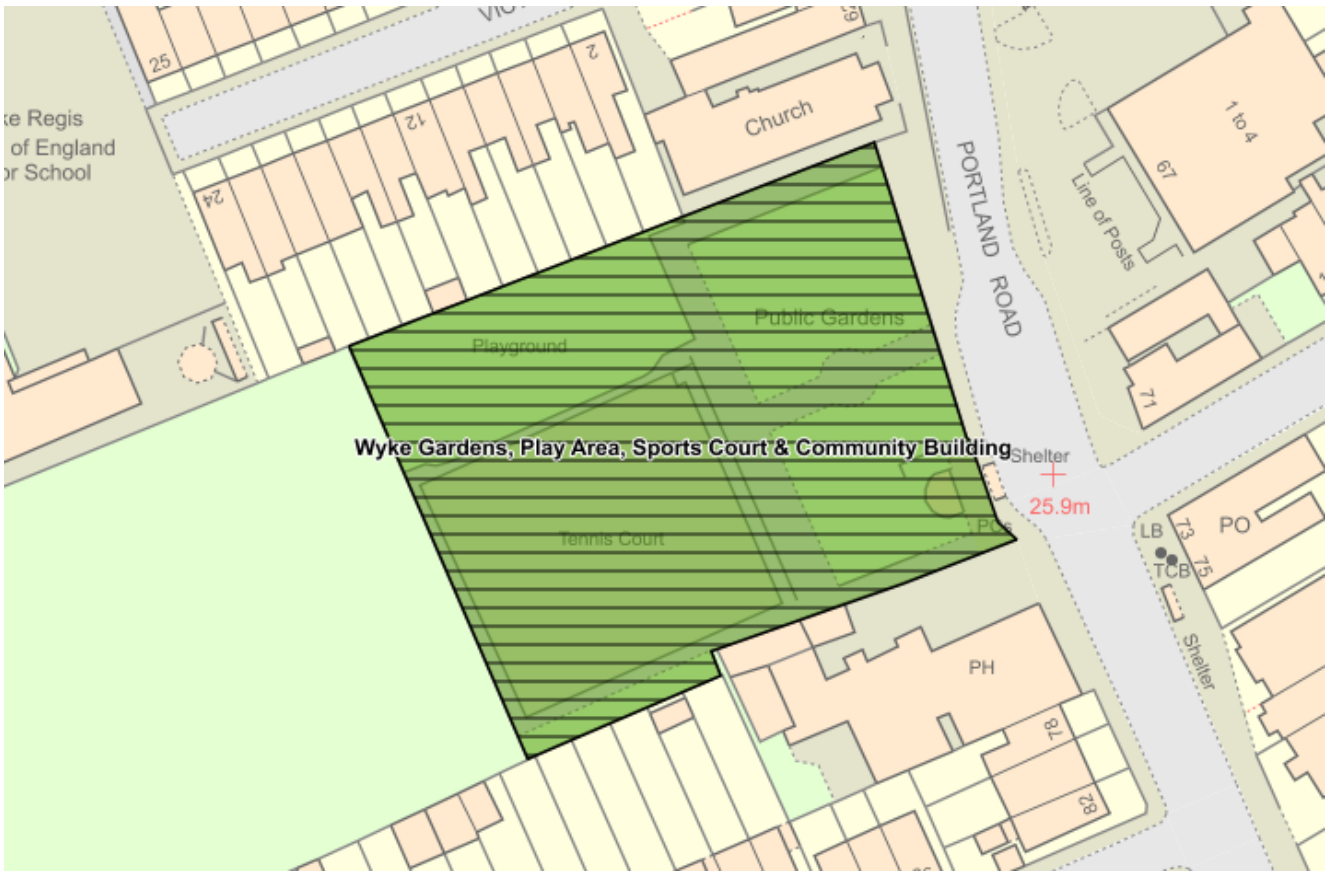 VICT
25
2
62
Church
12
ke Regis
of England
or School
24
PORTLAND ROAD
1 to 4
67
Line of Posts
Public Gardens
Playground
71
Wyke Gardens, Play Area, Sports Court & Community Building
Shelter
25.9m
Tennis Court
PCs
LB
TCB
73
75
PO
Shelter
PH
78
82